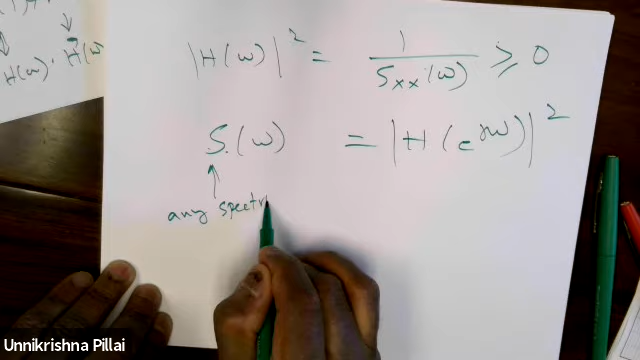 H(ω) · H(ω
|H(ω)|² = 1/Sxx(ω) ≥ 0
S(ω) = |H(e^jω)|²
any spectr
Unnikrishna Pillai